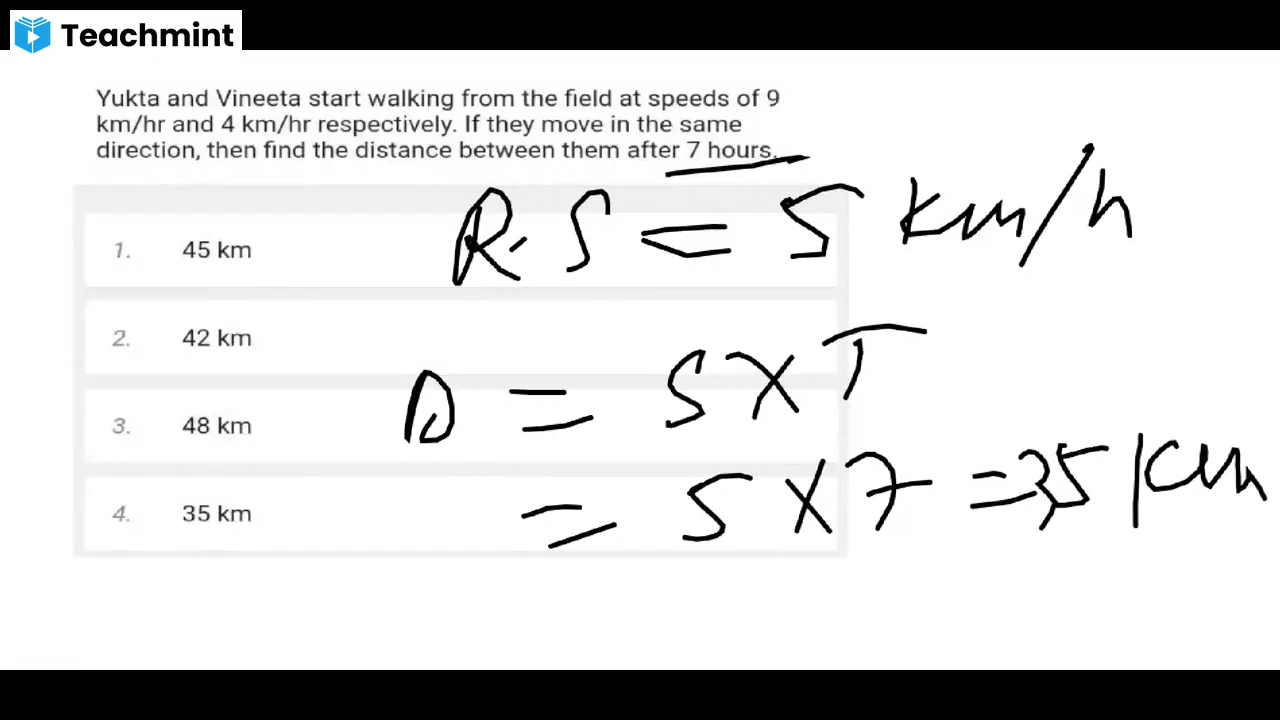 Teachmint
Yukta and Vineeta start walking from the field at speeds of 9
km/hr and 4 km/hr respectively. If they move in the same
direction, then find the distance between them after 7 hours.
R.S = 5 km/h
1. 45 km
2. 42 km
D = S X T
3. 48 km
= 5 X 7 = 35 km
4. 35 km